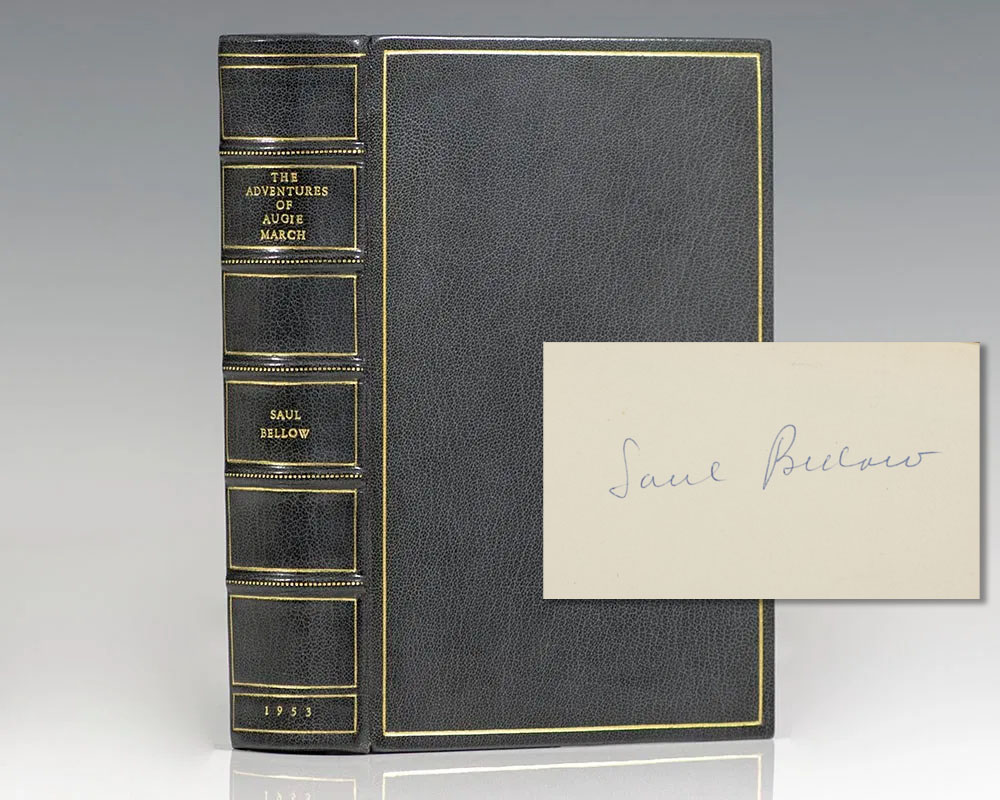 THE
ADVENTURES
OF
AUGIE
MARCH
SAUL
BELLOW
1953
Saul Bellow